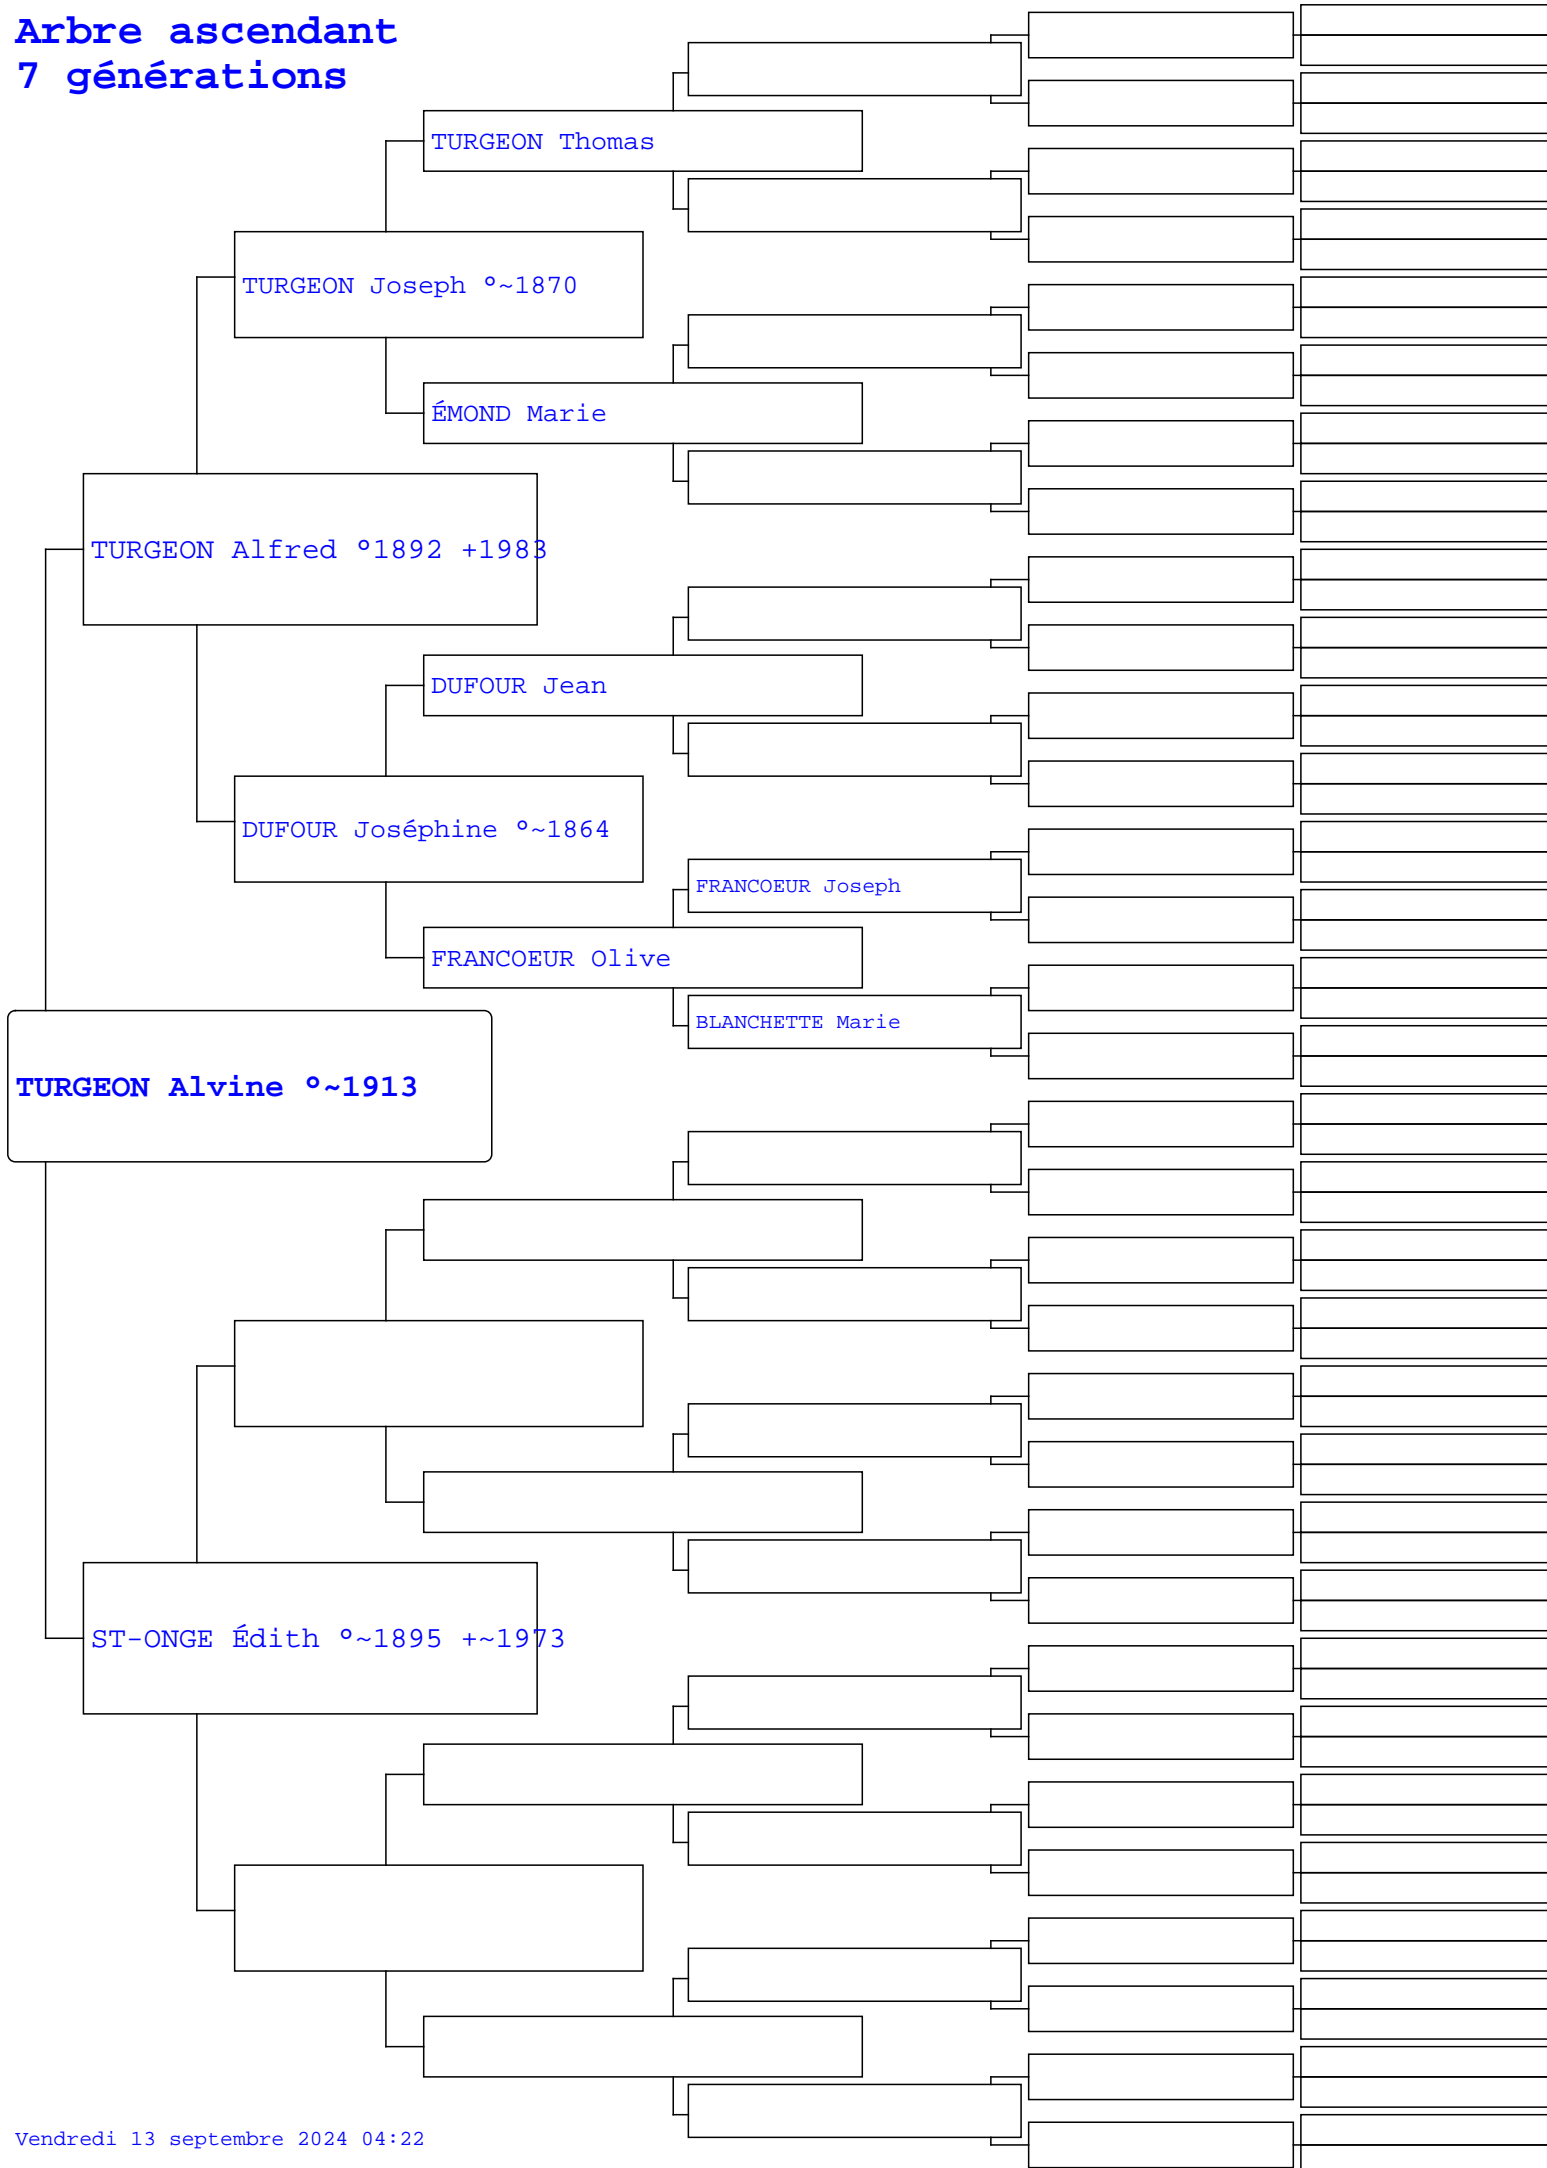 Arbre ascendant
7 générations
TURGEON Thomas
TURGEON Joseph °~1870
ÉMOND Marie
TURGEON Alfred °1892 +1983
DUFOUR Jean
DUFOUR Joséphine °~1864
FRANCOEUR Joseph
FRANCOEUR Olive
BLANCHETTE Marie
TURGEON Alvine °~1913
ST-ONGE Édith °~1895 +~1973
Vendredi 13 septembre 2024 04:22